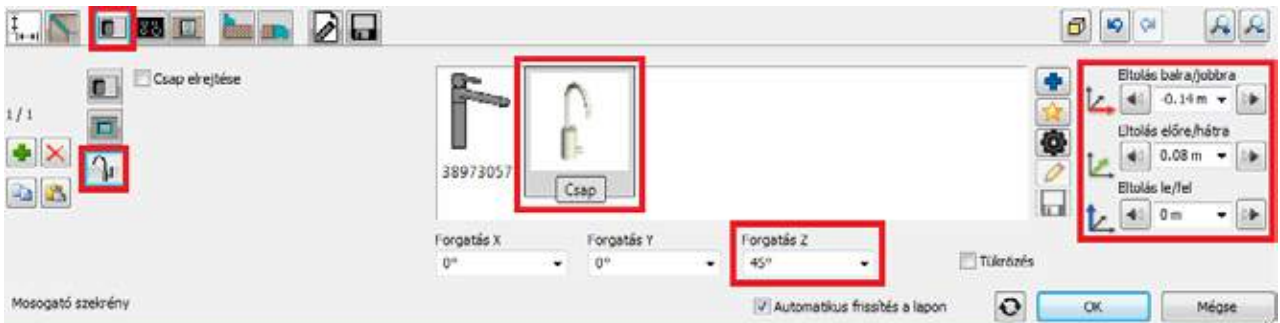 Csap elrejtése
1/1
38973057
Csap
Eltolás balra/jobbra
-0.14 m
Eltolás előre/hátra
0.08 m
Eltolás le/fel
0 m
Forgatás X
0°
Forgatás Y
0°
Forgatás Z
45°
Tükrözés
Mosogató szekrény
Automatikus frissítés a lapon
OK
Mégse